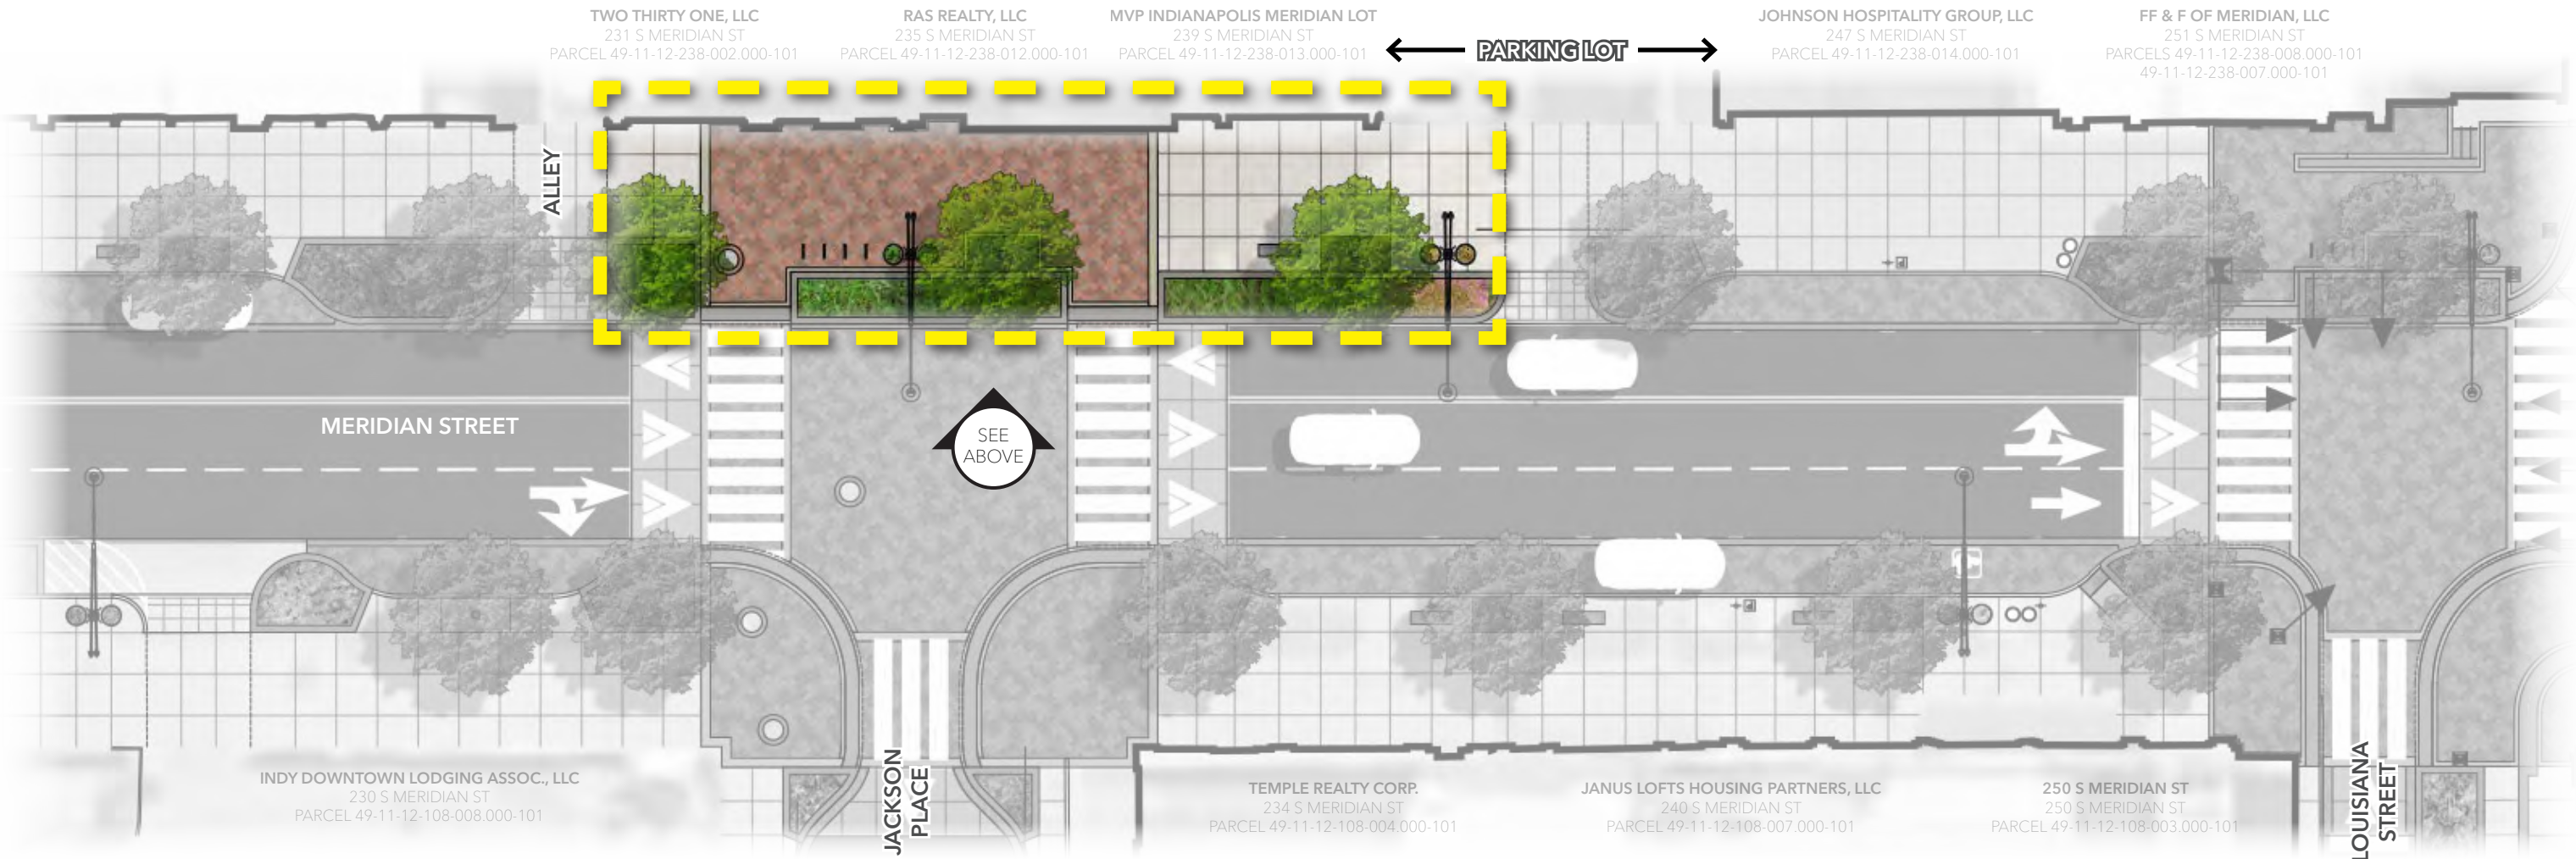 TWO THIRTY ONE, LLC
231 S MERIDIAN ST
PARCEL 49-11-12-238-002.000-101
RAS REALTY, LLC
235 S MERIDIAN ST
PARCEL 49-11-12-238-012.000-101
MVP INDIANAPOLIS MERIDIAN LOT
239 S MERIDIAN ST
PARCEL 49-11-12-238-013.000-101
PARKING LOT
JOHNSON HOSPITALITY GROUP, LLC
247 S MERIDIAN ST
PARCEL 49-11-12-238-014.000-101
FF & F OF MERIDIAN, LLC
251 S MERIDIAN ST
PARCELS 49-11-12-238-008.000-101
49-11-12-238-007.000-101
ALLEY
MERIDIAN STREET
SEE
ABOVE
INDY DOWNTOWN LODGING ASSOC., LLC
230 S MERIDIAN ST
PARCEL 49-11-12-108-008.000-101
JACKSON
PLACE
TEMPLE REALTY CORP.
234 S MERIDIAN ST
PARCEL 49-11-12-108-004.000-101
JANUS LOFTS HOUSING PARTNERS, LLC
240 S MERIDIAN ST
PARCEL 49-11-12-108-007.000-101
250 S MERIDIAN ST
250 S MERIDIAN ST
PARCEL 49-11-12-108-003.000-101
LOUISIANA
STREET